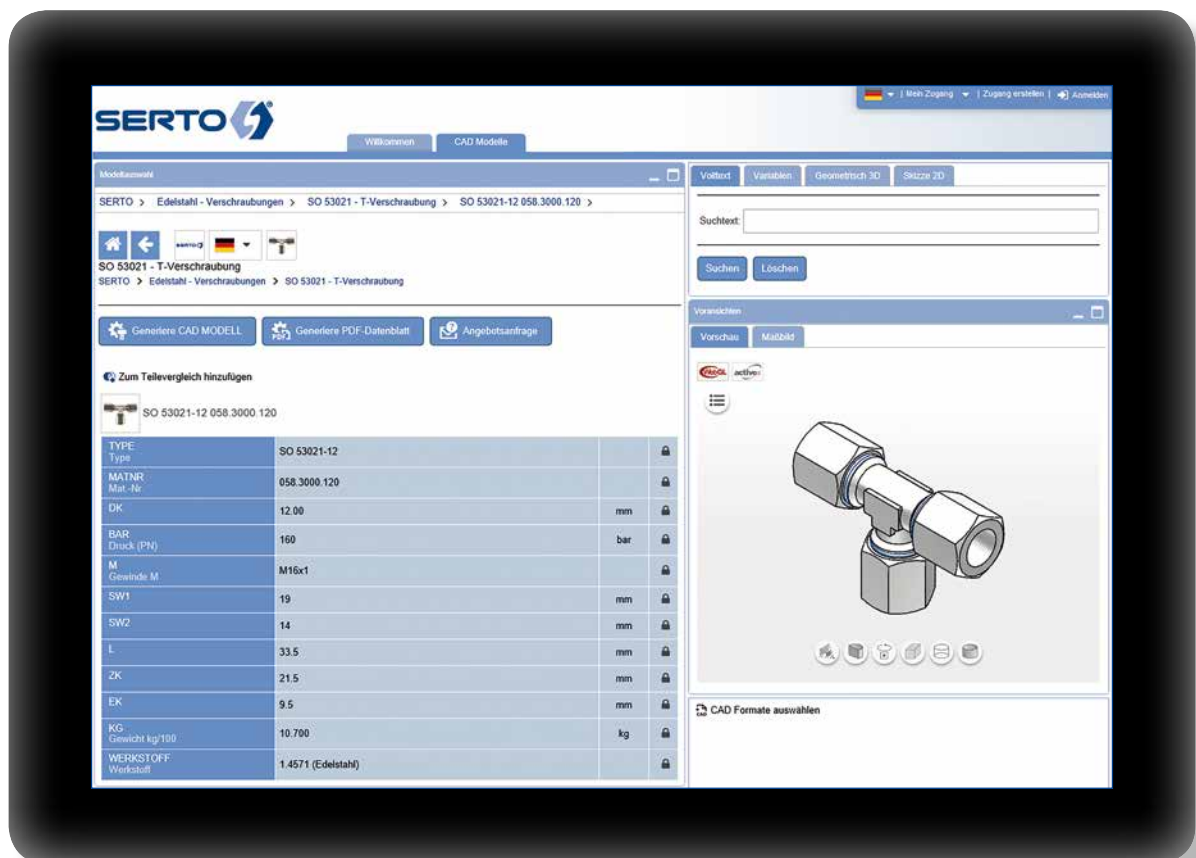 SERTO
Willkommen
CAD Modelle
| Mein Zugang
| Zugang erstellen |
Anmelden
Modellauswahl
SERTO > Edelstahl - Verschraubungen > SO 53021 - T-Verschraubung > SO 53021-12 058.3000.120 >
SERTO
SO 53021 - T-Verschraubung
SERTO > Edelstahl - Verschraubungen > SO 53021 - T-Verschraubung
Generiere CAD MODELL
PDF
Generiere PDF-Datenblatt
Angebotsanfrage
Zum Teilevergleich hinzufügen
SO 53021-12 058.3000.120
TYPE
Type
SO 53021-12
MATNR
Mat.-Nr
058.3000.120
DK
12.00 mm
BAR
Druck (PN)
160 bar
M
Gewinde M
M16x1
SW1
19 mm
SW2
14 mm
L
33.5 mm
ZK
21.5 mm
EK
9.5 mm
KG
Gewicht kg/100
10.700 kg
WERKSTOFF
Werkstoff
1.4571 (Edelstahl)
Volltext
Variablen
Geometrisch 3D
Skizze 2D
Suchtext:
Suchen
Löschen
Voransichten
Vorschau
Maßbild
CAD Formate auswählen